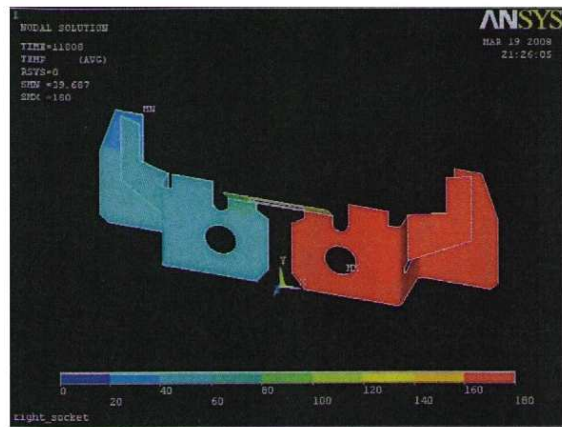 1
NODAL SOLUTION
TIME=11000
TEMP (AVG)
RSYS=0
SMN =39.687
SMX =180
ANSYS
MAR 19 2008
21:26:05
MN
MX
Y
0 20 40 60 80 100 120 140 160 180
right_socket